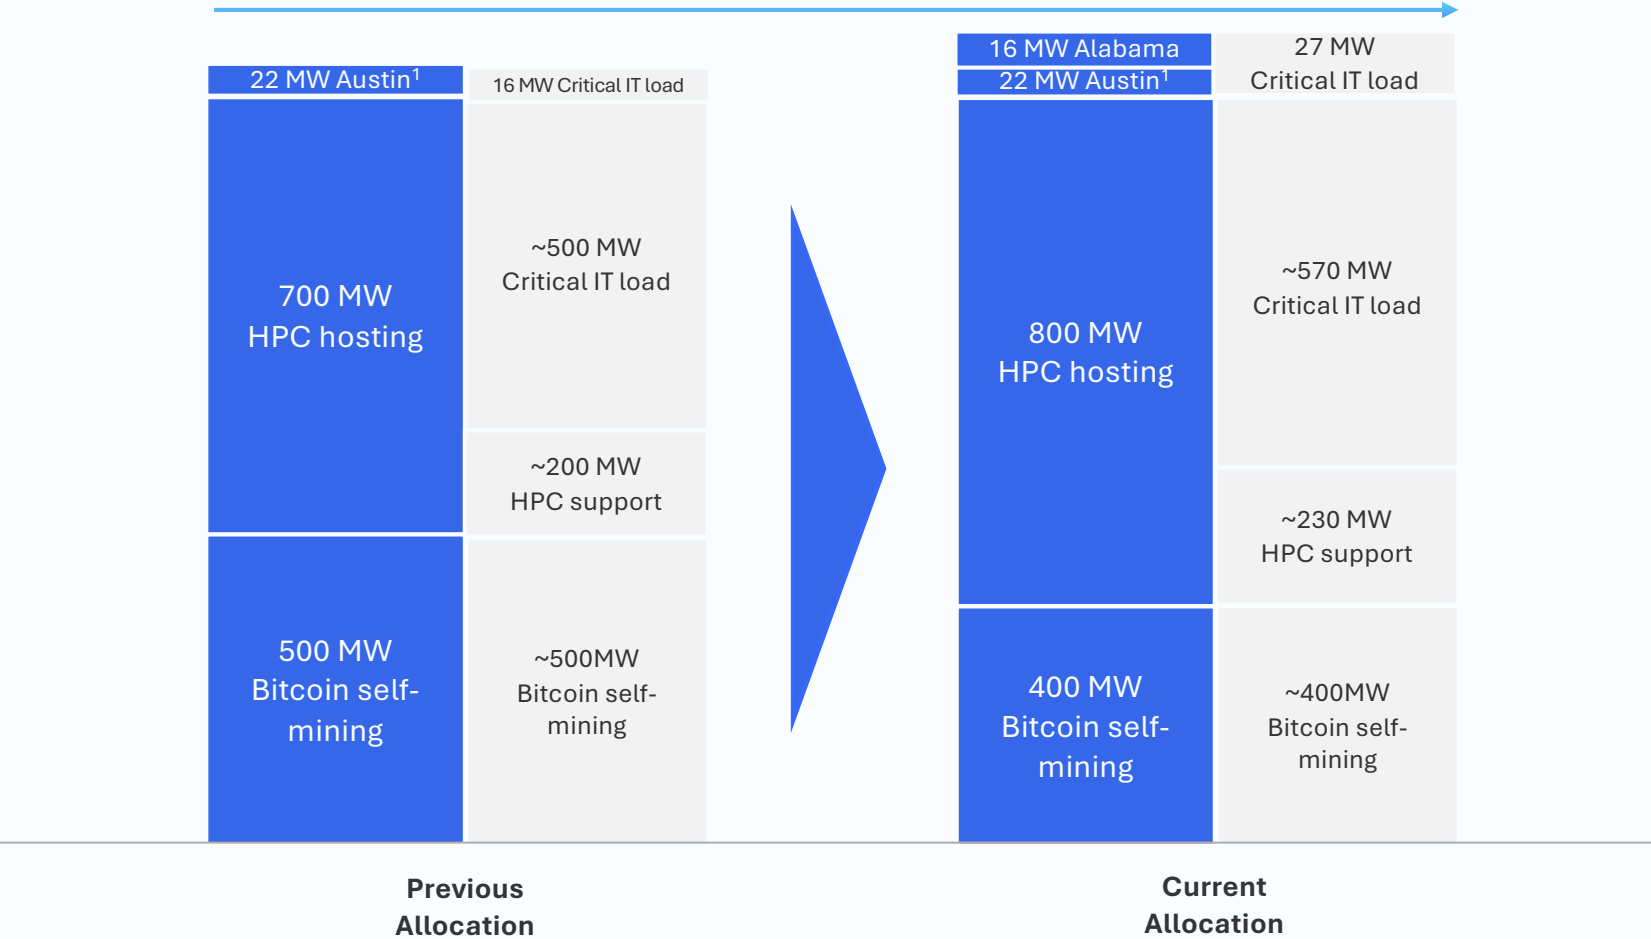 22 MW Austin¹
16 MW Critical IT load
700 MW
HPC hosting
~500 MW
Critical IT load
~200 MW
HPC support
500 MW
Bitcoin self-
mining
~500MW
Bitcoin self-
mining
Previous
Allocation
16 MW Alabama
22 MW Austin¹
27 MW
Critical IT load
800 MW
HPC hosting
~570 MW
Critical IT load
~230 MW
HPC support
400 MW
Bitcoin self-
mining
~400MW
Bitcoin self-
mining
Current
Allocation